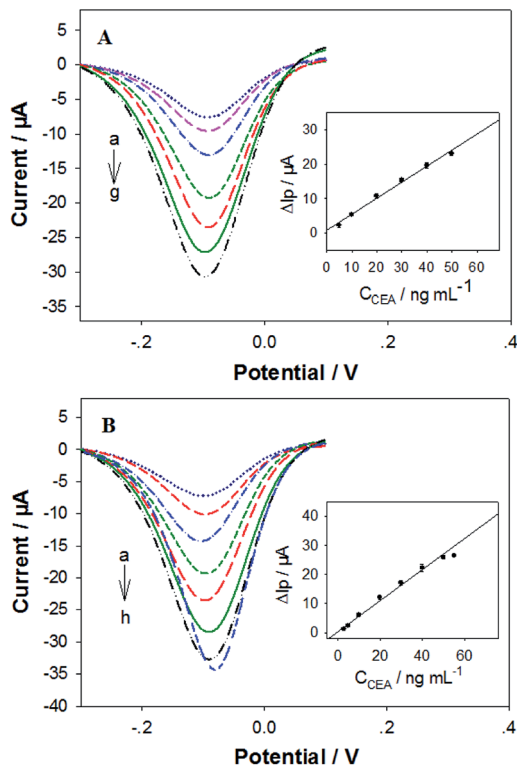 A
5
0
-5
-10
-15
-20
-25
-30
-35
Current / µA
a
g
-.2
0.0
.2
.4
Potential / V
30
20
10
0
ΔIp / µA
0 10 20 30 40 50 60
C_CEA / ng mL⁻¹
B
5
0
-5
-10
-15
-20
-25
-30
-35
-40
Current / µA
a
h
-.2
0.0
.2
.4
Potential / V
40
30
20
10
0
ΔIp / µA
0 20 40 60
C_CEA / ng mL⁻¹